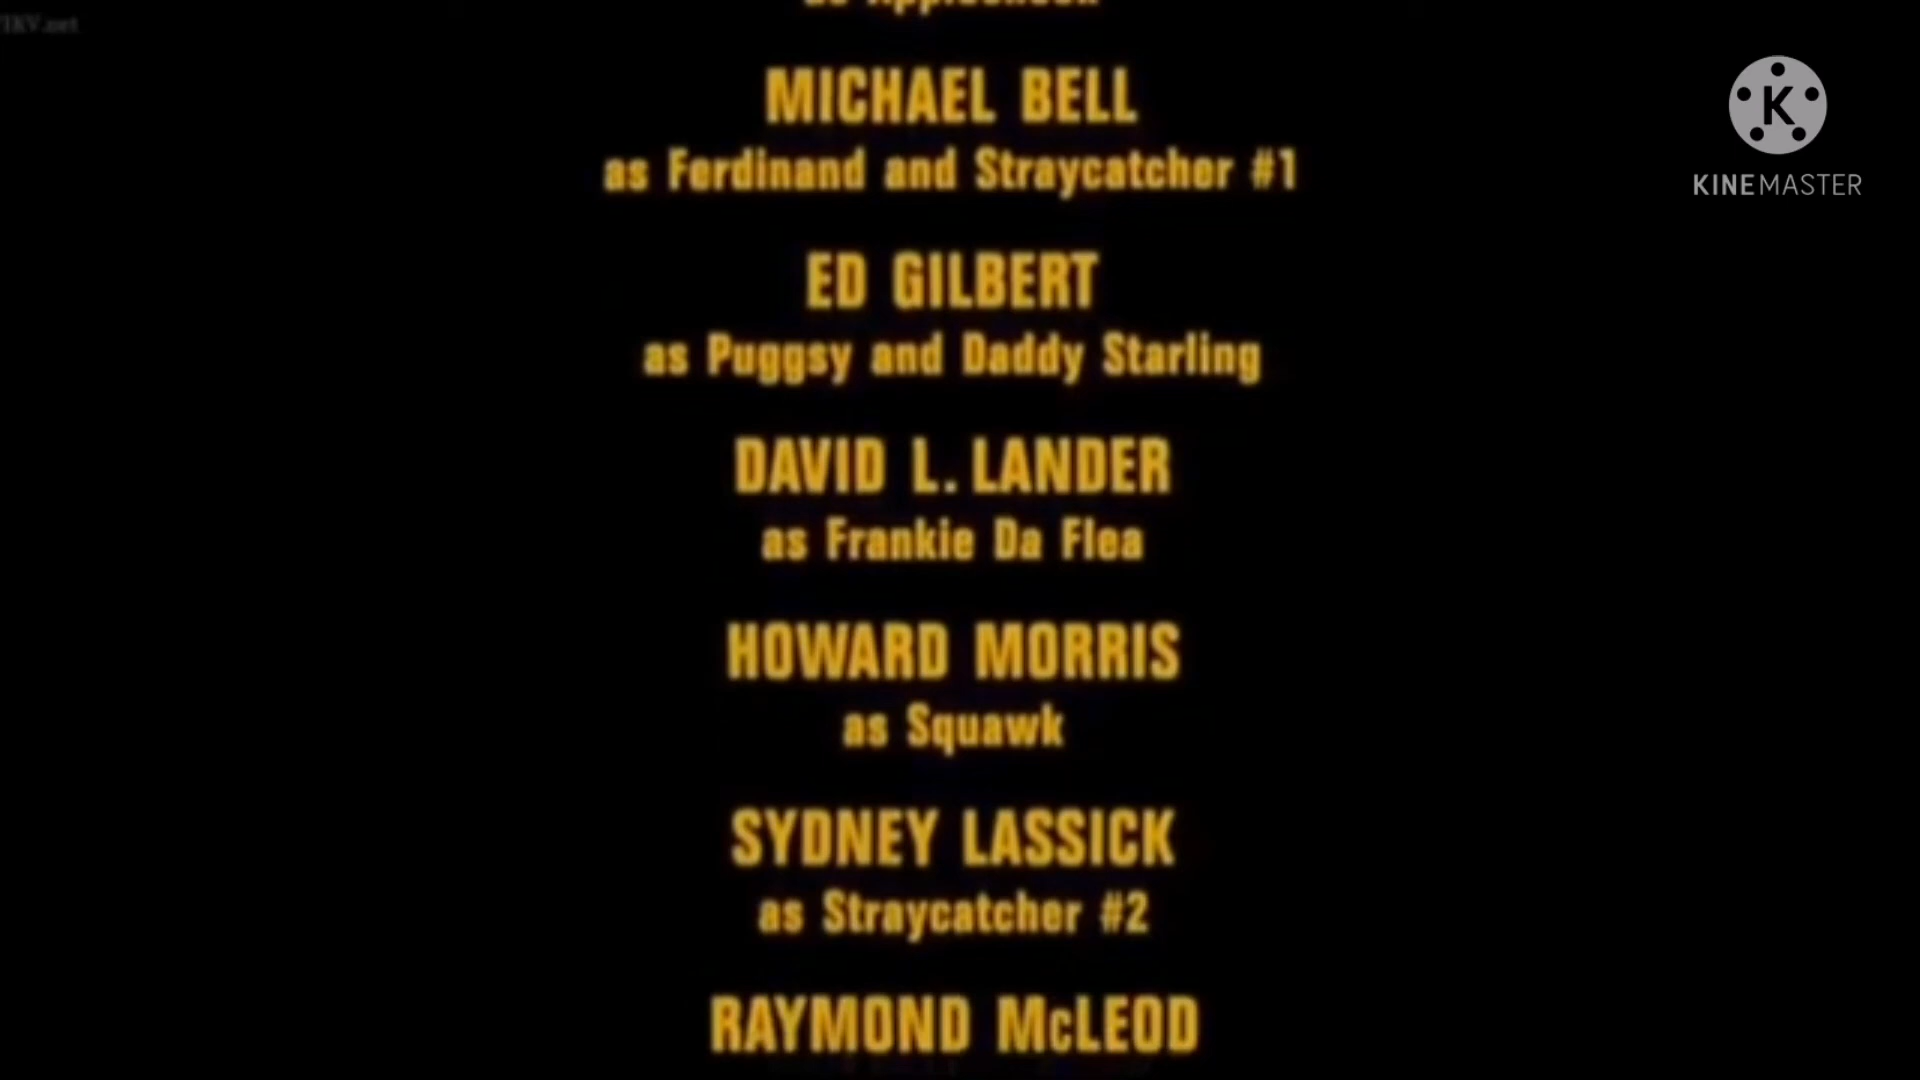 MICHAEL BELL
as Ferdinand and Straycatcher #1
ED GILBERT
as Puggsy and Daddy Starling
DAVID L. LANDER
as Frankie Da Flea
HOWARD MORRIS
as Squawk
SYDNEY LASSICK
as Straycatcher #2
RAYMOND McLEOD
K
KINEMASTER